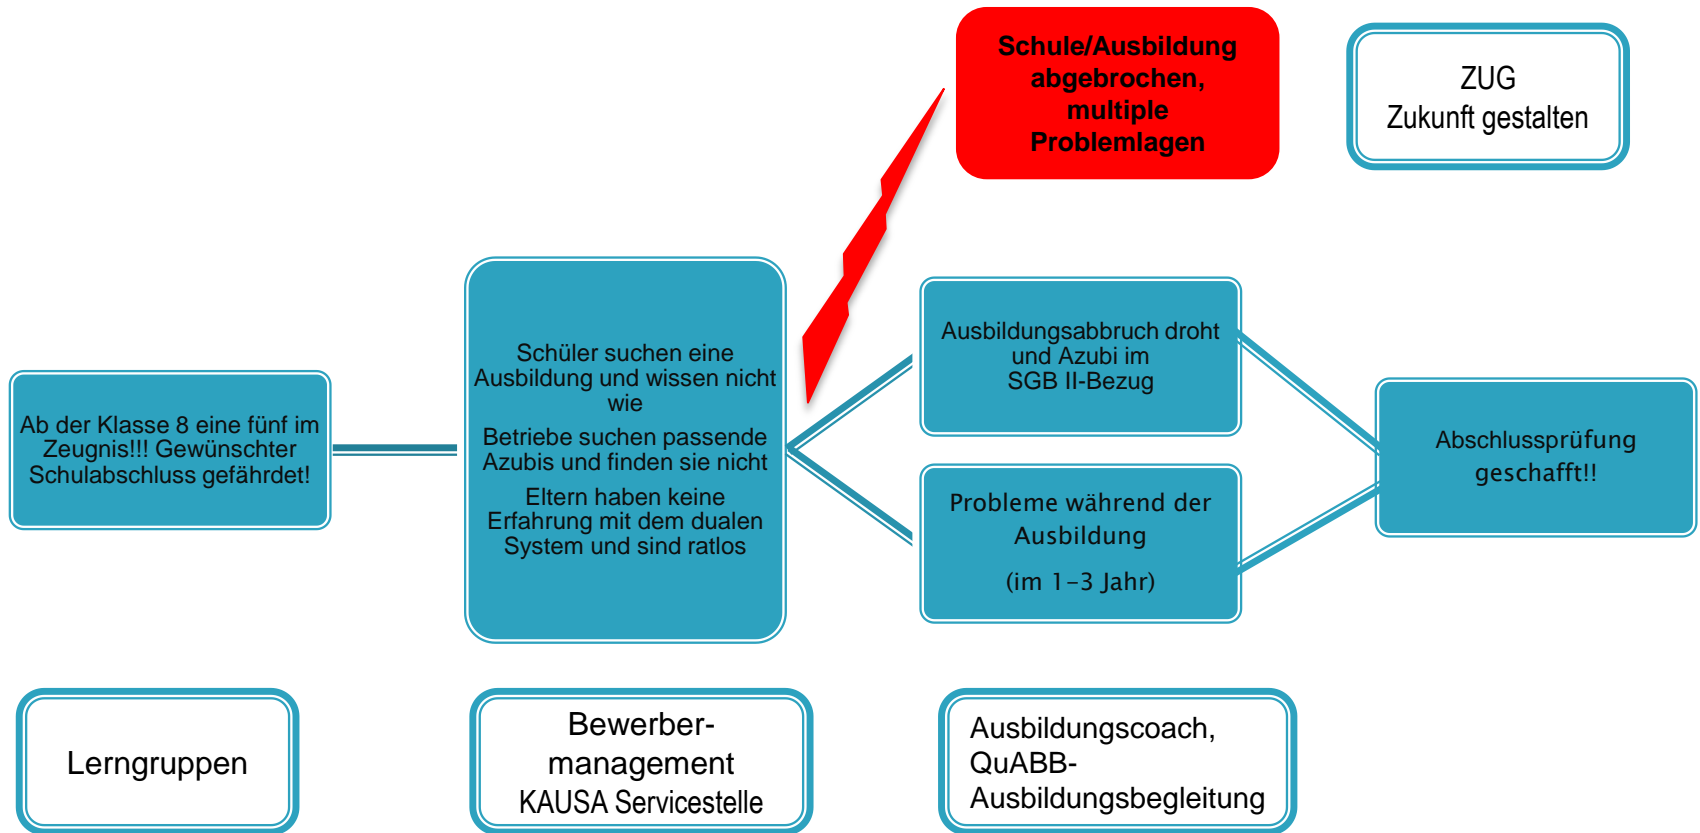 Schule/Ausbildung
abgebrochen,
multiple
Problemlagen
ZUG
Zukunft gestalten
Ab der Klasse 8 eine fünf im
Zeugnis!!! Gewünschter
Schulabschluss gefährdet!
Schüler suchen eine
Ausbildung und wissen nicht
wie
Betriebe suchen passende
Azubis und finden sie nicht
Eltern haben keine
Erfahrung mit dem dualen
System und sind ratlos
Ausbildungsabbruch droht
und Azubi im
SGB II-Bezug
Probleme während der
Ausbildung
(im 1-3 Jahr)
Abschlussprüfung
geschafft!!
Lerngruppen
Bewerber-
management
KAUSA Servicestelle
Ausbildungscoach,
QuABB-
Ausbildungsbegleitung